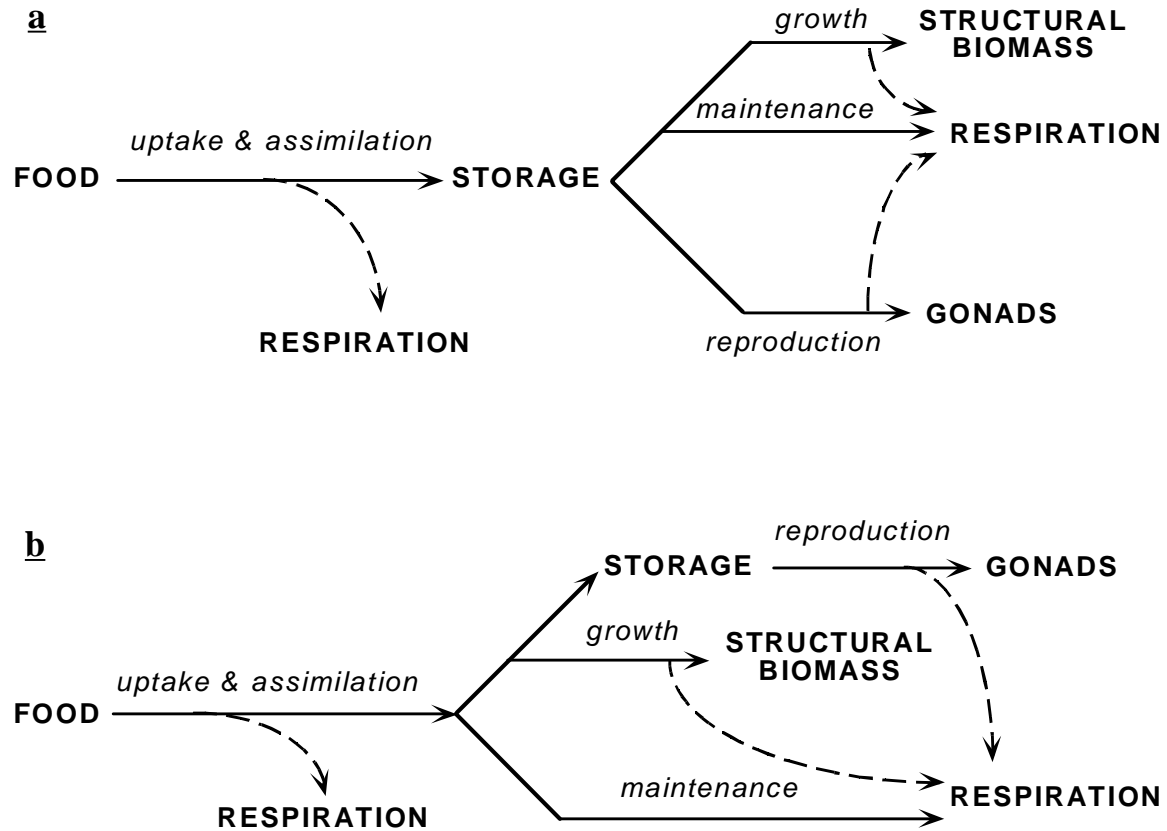 a
growth
STRUCTURAL
BIOMASS
maintenance
RESPIRATION
uptake & assimilation
FOOD
STORAGE
RESPIRATION
GONADS
reproduction
b
reproduction
STORAGE
GONADS
growth
STRUCTURAL
BIOMASS
uptake & assimilation
FOOD
maintenance
RESPIRATION
RESPIRATION